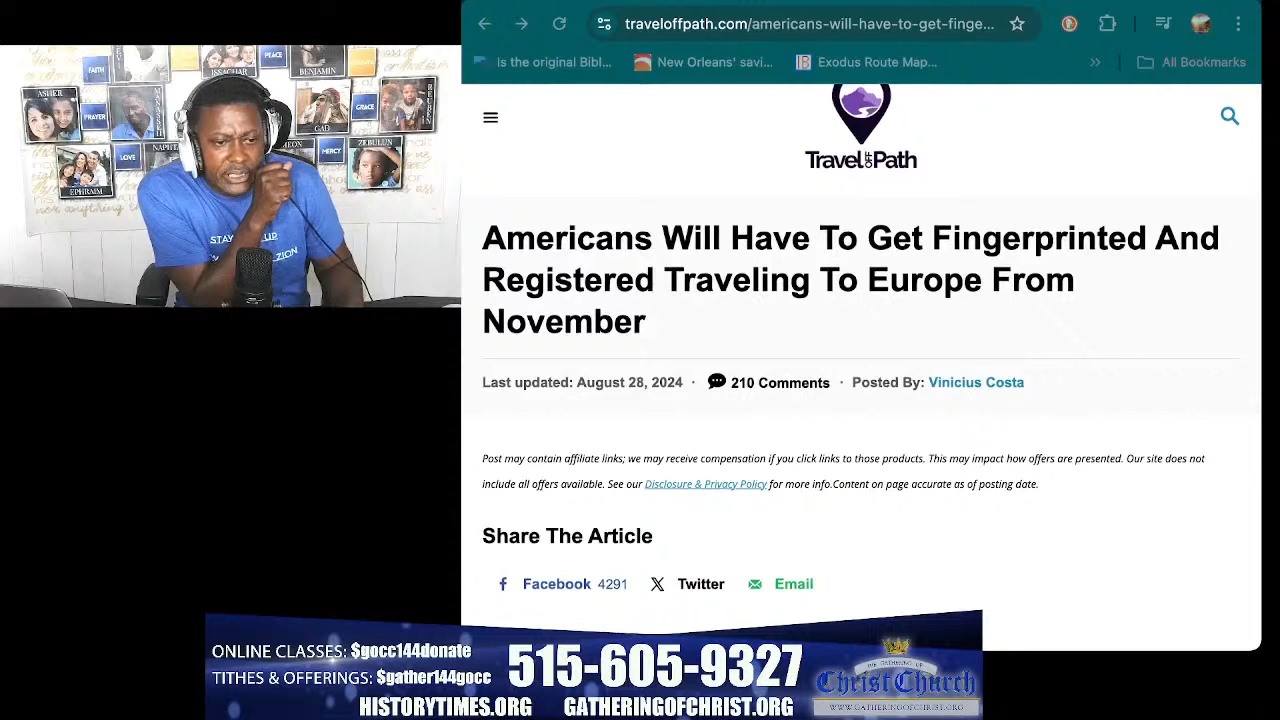 traveloffpath.com/americans-will-have-to-get-finge...
Is the original Bibl...
New Orleans' savi...
Exodus Route Map...
»
All Bookmarks
Travel OFF Path
Americans Will Have To Get Fingerprinted And
Registered Traveling To Europe From
November
Last updated: August 28, 2024 · 210 Comments · Posted By: Vinicius Costa
Post may contain affiliate links; we may receive compensation if you click links to those products. This may impact how offers are presented. Our site does
not include all offers available. See our Disclosure & Privacy Policy for more info.Content on page accurate as of posting date.
Share The Article
Facebook 4291
Twitter
Email
ISSACHAR
PEACE
BENJAMIN
FAITH
ASHER
PRAYER
GAD
GRACE
REUBEN
LOVE
MERCY
ZEBULUN
EPHRAIM
STAY
ZION
ONLINE CLASSES: $gocc144donate
TITHES & OFFERINGS: $gather144gocc
515-605-9327
HISTORYTIMES.ORG
GATHERINGOFCHRIST.ORG
THE GATHERING OF
Christ Church
WWW.GATHERINGOFCHRIST.ORG